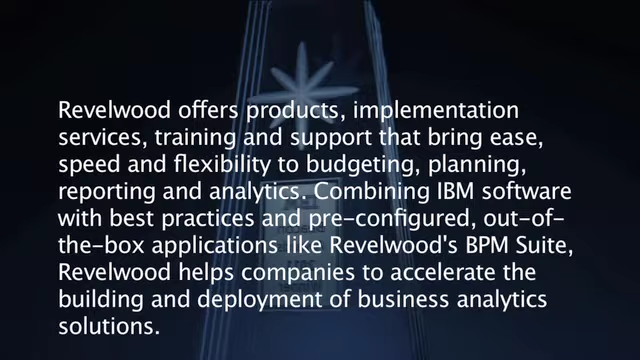 Revelwood offers products, implementation
services, training and support that bring ease,
speed and flexibility to budgeting, planning,
reporting and analytics. Combining IBM software
with best practices and pre-configured, out-of-
the-box applications like Revelwood's BPM Suite,
Revelwood helps companies to accelerate the
building and deployment of business analytics
solutions.